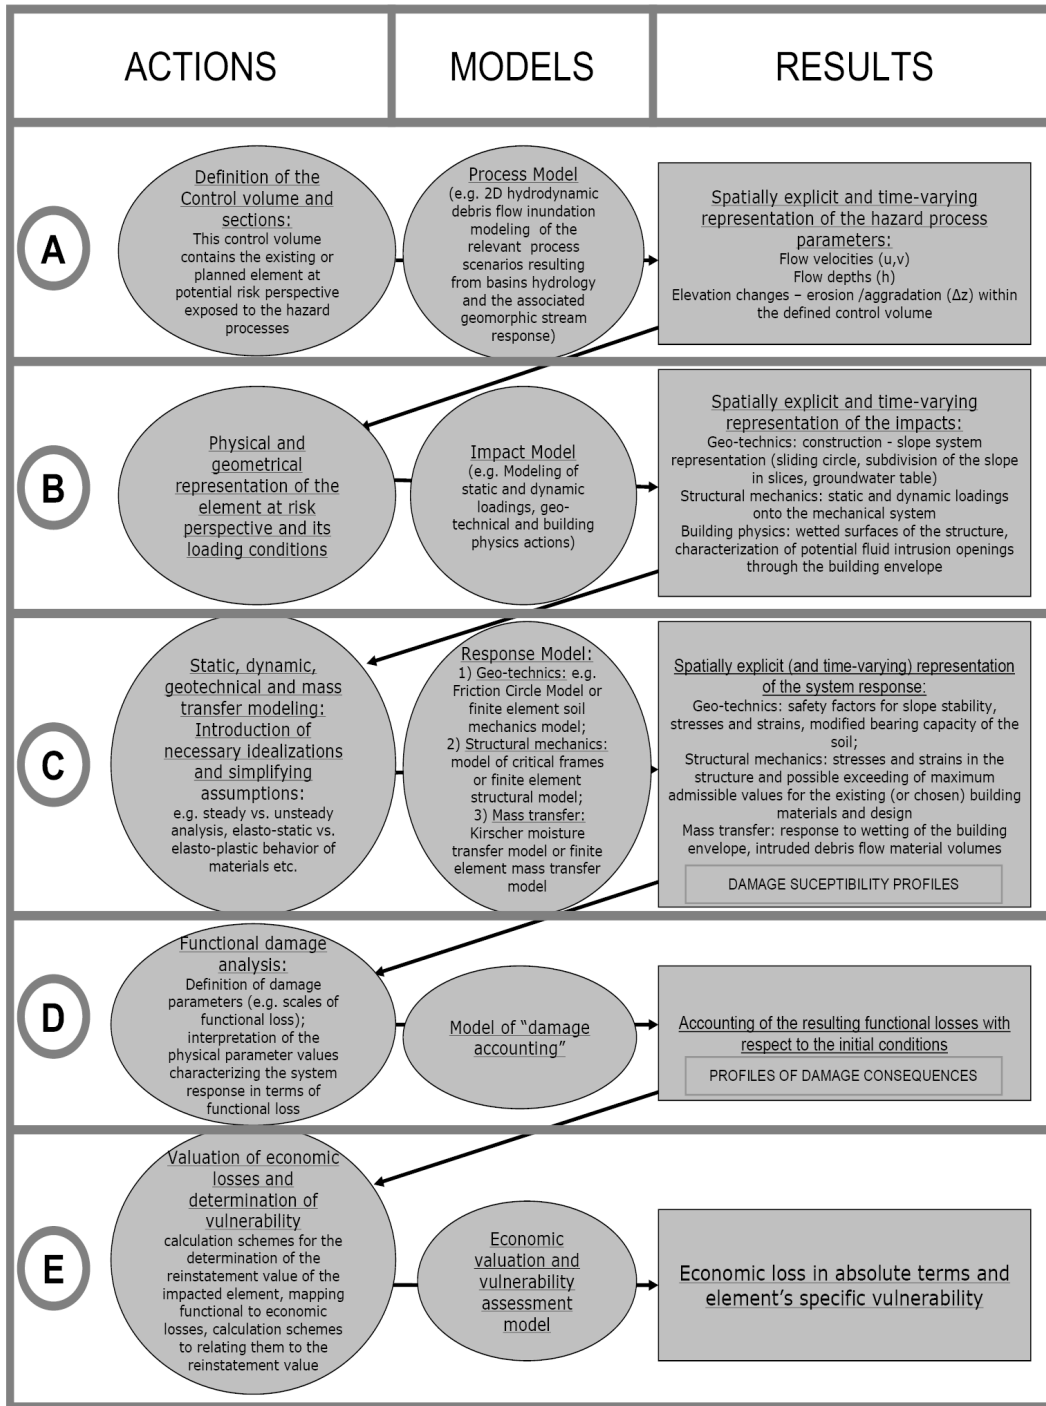 ACTIONS
MODELS
RESULTS
A
Definition of the
Control volume and
sections:
This control volume
contains the existing or
planned element at
potential risk perspective
exposed to the hazard
processes
Process Model
(e.g. 2D hydrodynamic
debris flow inundation
modeling of the
relevant process
scenarios resulting
from basins hydrology
and the associated
geomorphic stream
response)
Spatially explicit and time-varying
representation of the hazard process
parameters:
Flow velocities (u,v)
Flow depths (h)
Elevation changes – erosion /aggradation (Δz) within
the defined control volume
B
Physical and
geometrical
representation of the
element at risk
perspective and its
loading conditions
Impact Model
(e.g. Modeling of
static and dynamic
loadings, geo-
technical and building
physics actions)
Spatially explicit and time-varying
representation of the impacts:
Geo-technics: construction - slope system
representation (sliding circle, subdivision of the slope
in slices, groundwater table)
Structural mechanics: static and dynamic loadings
onto the mechanical system
Building physics: wetted surfaces of the structure,
characterization of potential fluid intrusion openings
through the building envelope
C
Static, dynamic,
geotechnical and mass
transfer modeling:
Introduction of
necessary idealizations
and simplifying
assumptions:
e.g. steady vs. unsteady
analysis, elasto-static vs.
elasto-plastic behavior of
materials etc.
Response Model:
1) Geo-technics: e.g.
Friction Circle Model or
finite element soil
mechanics model;
2) Structural mechanics:
model of critical frames
or finite element
structural model;
3) Mass transfer:
Kirscher moisture
transfer model or finite
element mass transfer
model
Spatially explicit (and time-varying) representation
of the system response:
Geo-technics: safety factors for slope stability,
stresses and strains, modified bearing capacity of the
soil;
Structural mechanics: stresses and strains in the
structure and possible exceeding of maximum
admissible values for the existing (or chosen) building
materials and design
Mass transfer: response to wetting of the building
envelope, intruded debris flow material volumes
DAMAGE SUCEPTIBILITY PROFILES
D
Functional damage
analysis:
Definition of damage
parameters (e.g. scales of
functional loss);
interpretation of the
physical parameter values
characterizing the system
response in terms of
functional loss
Model of “damage
accounting”
Accounting of the resulting functional losses with
respect to the initial conditions
PROFILES OF DAMAGE CONSEQUENCES
E
Valuation of economic
losses and
determination of
vulnerability
calculation schemes for the
determination of the
reinstatement value of the
impacted element, mapping
functional to economic
losses, calculation schemes
to relating them to the
reinstatement value
Economic
valuation and
vulnerability
assessment
model
Economic loss in absolute terms and
element's specific vulnerability